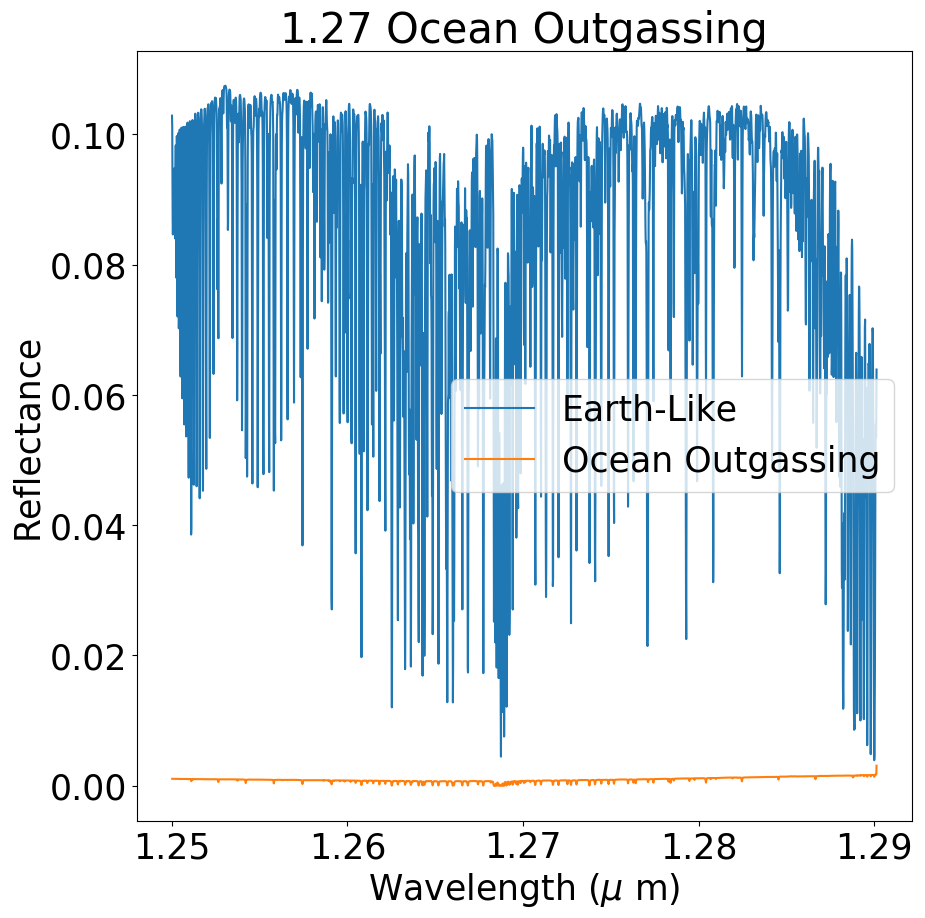 1.27 Ocean Outgassing
Reflectance
0.10
0.08
0.06
0.04
0.02
0.00
Earth-Like
Ocean Outgassing
1.25 1.26 1.27 1.28 1.29
Wavelength (μ m)